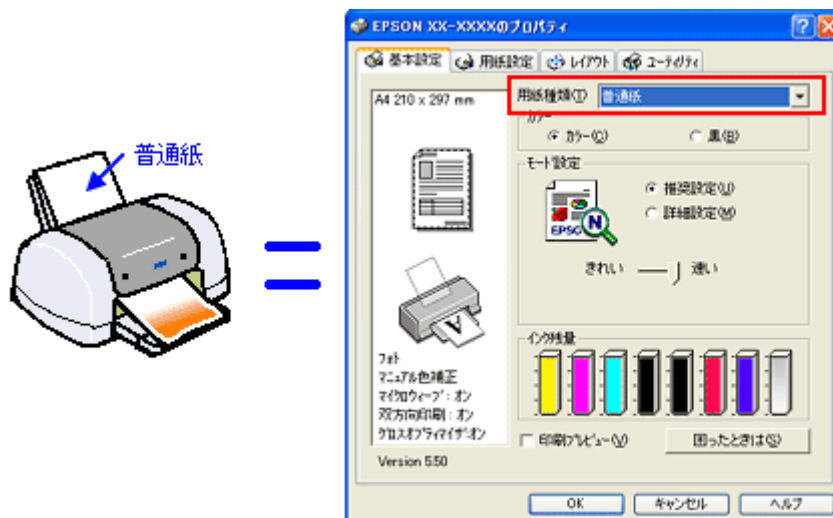 普通紙
EPSON XX-XXXXのプロパティ
基本設定
用紙設定
レイアウト
ユーティリティ
A4 210 x 297 mm
用紙種類(T)
普通紙
カラー
カラー(C)
黒(B)
モード設定
推奨設定(U)
詳細設定(M)
EPSO
N
きれい
速い
インク残量
フォト
マニュアル色補正
マイクロウィーブ:オン
双方向印刷:オン
グロスオプティマイザ:オン
印刷プレビュー(V)
困ったときは(S)
Version 5.50
OK
キャンセル
ヘルプ